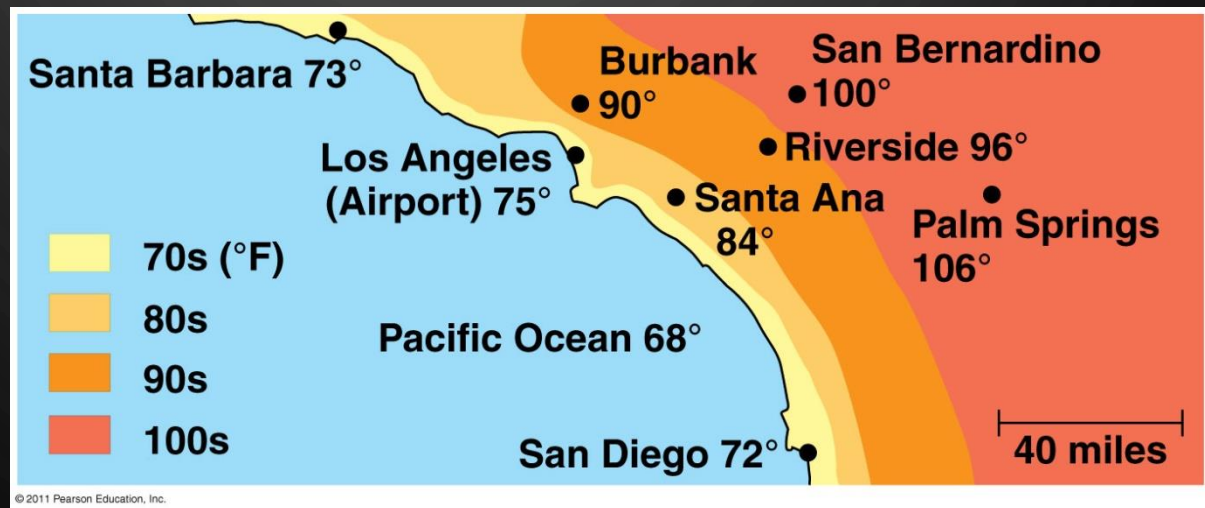 Santa Barbara 73°
Burbank
90°
San Bernardino
100°
Los Angeles
(Airport) 75°
Riverside 96°
Santa Ana
84°
Palm Springs
106°
70s (°F)
80s
90s
100s
Pacific Ocean 68°
San Diego 72°
40 miles
© 2011 Pearson Education, Inc.